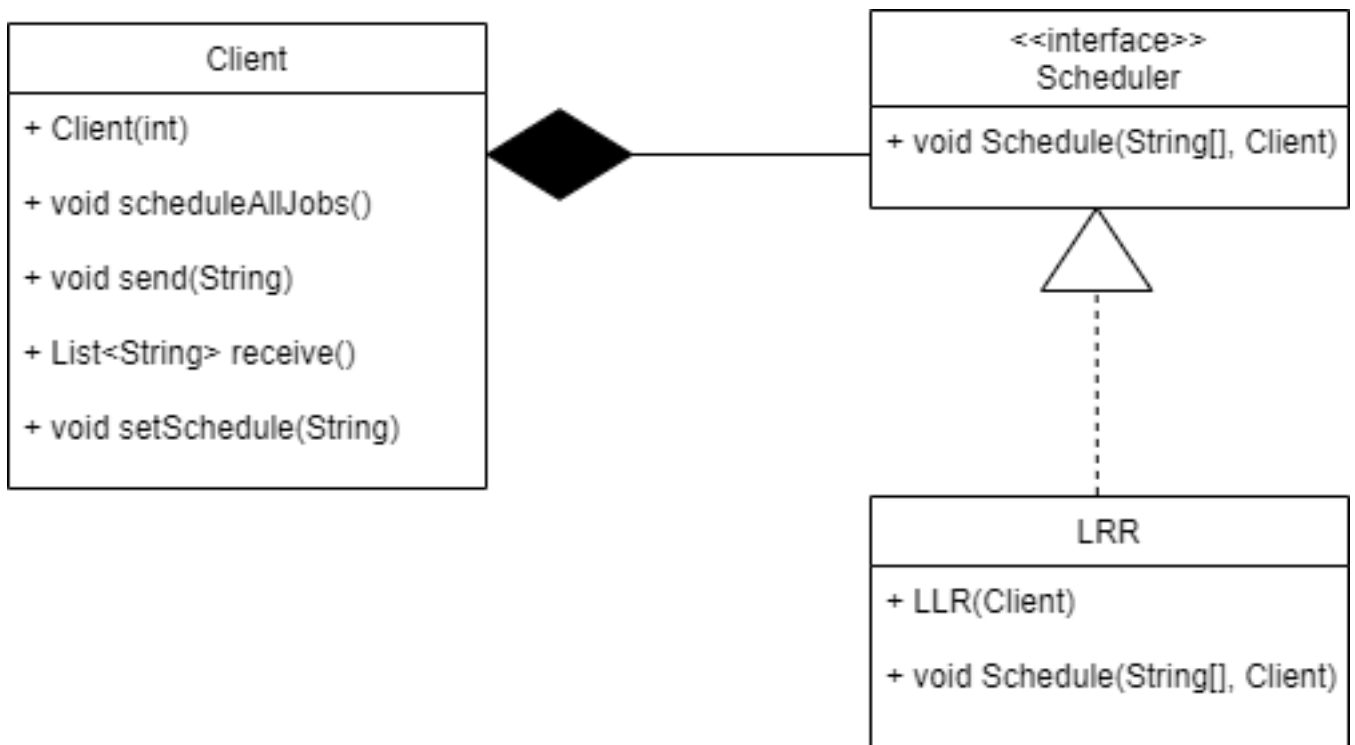 Client
+ Client(int)
+ void scheduleAllJobs()
+ void send(String)
+ List<String> receive()
+ void setSchedule(String)
<<interface>>
Scheduler
+ void Schedule(String[], Client)
LRR
+ LLR(Client)
+ void Schedule(String[], Client)